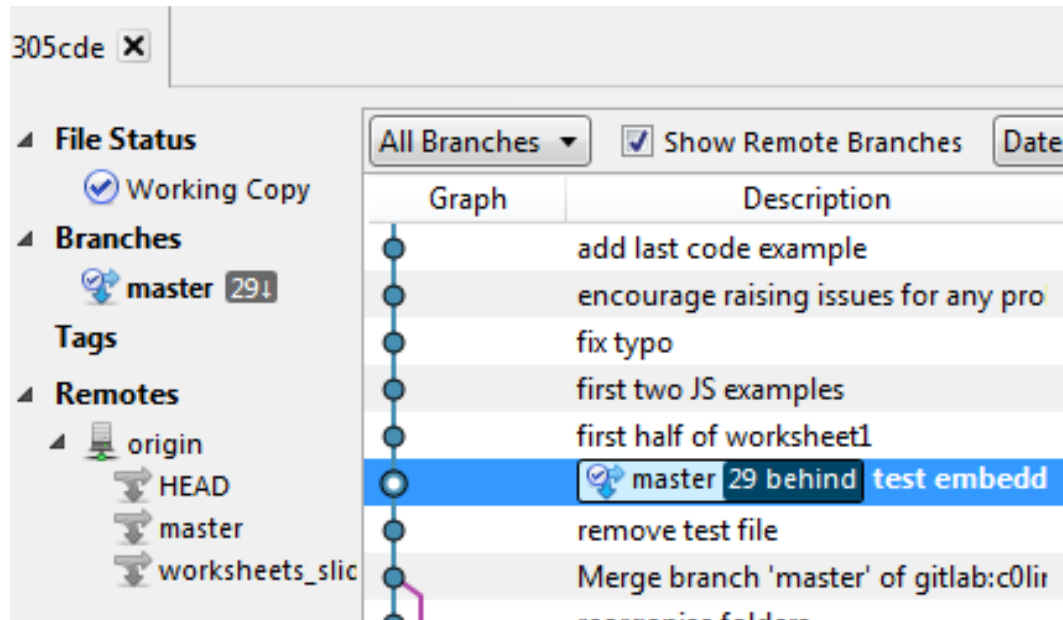 305cde
File Status
Working Copy
Branches
master 29↓
Tags
Remotes
origin
HEAD
master
worksheets_slic
All Branches Show Remote Branches Date
Graph Description
add last code example
encourage raising issues for any pro
fix typo
first two JS examples
first half of worksheet1
master 29 behind test embedd
remove test file
Merge branch 'master' of gitlab:c0lin